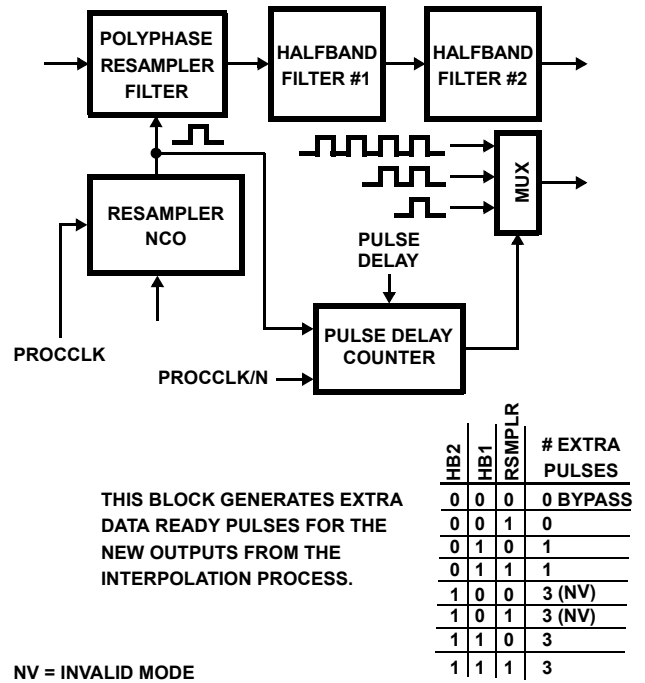 POLYPHASE
RESAMPLER
FILTER
HALFBAND
FILTER #1
HALFBAND
FILTER #2
MUX
RESAMPLER
NCO
PULSE
DELAY
PROCCLK
PULSE DELAY
COUNTER
PROCCLK/N
THIS BLOCK GENERATES EXTRA
DATA READY PULSES FOR THE
NEW OUTPUTS FROM THE
INTERPOLATION PROCESS.
HB2 HB1 RSMPLR # EXTRA PULSES
0 0 0 0 BYPASS
0 0 1 0
0 1 0 1
0 1 1 1
1 0 0 3 (NV)
1 0 1 3 (NV)
1 1 0 3
1 1 1 3
NV = INVALID MODE